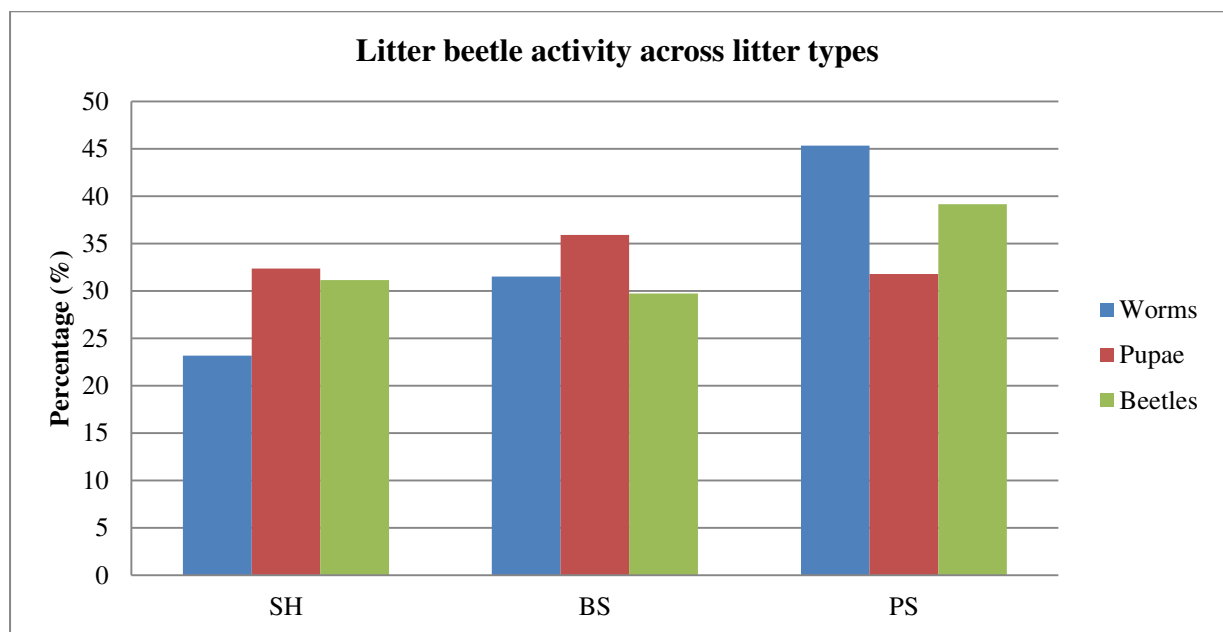 Litter beetle activity across litter types
50
45
40
35
30
25
20
15
10
5
0
Percentage (%)
SH BS PS
Worms
Pupae
Beetles